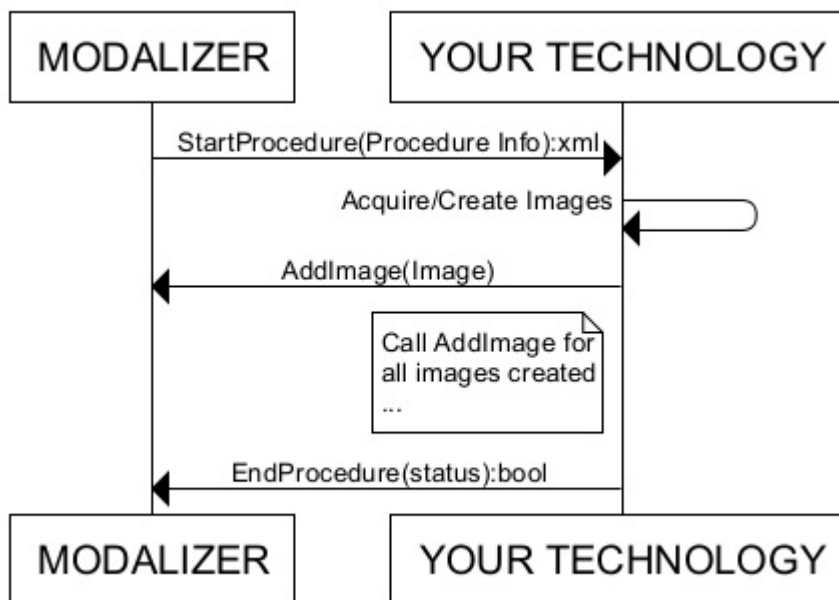 MODALIZER
YOUR TECHNOLOGY
StartProcedure(Procedure Info):xml
Acquire/Create Images
AddImage(Image)
Call AddImage for
all images created
...
EndProcedure(status):bool
MODALIZER
YOUR TECHNOLOGY